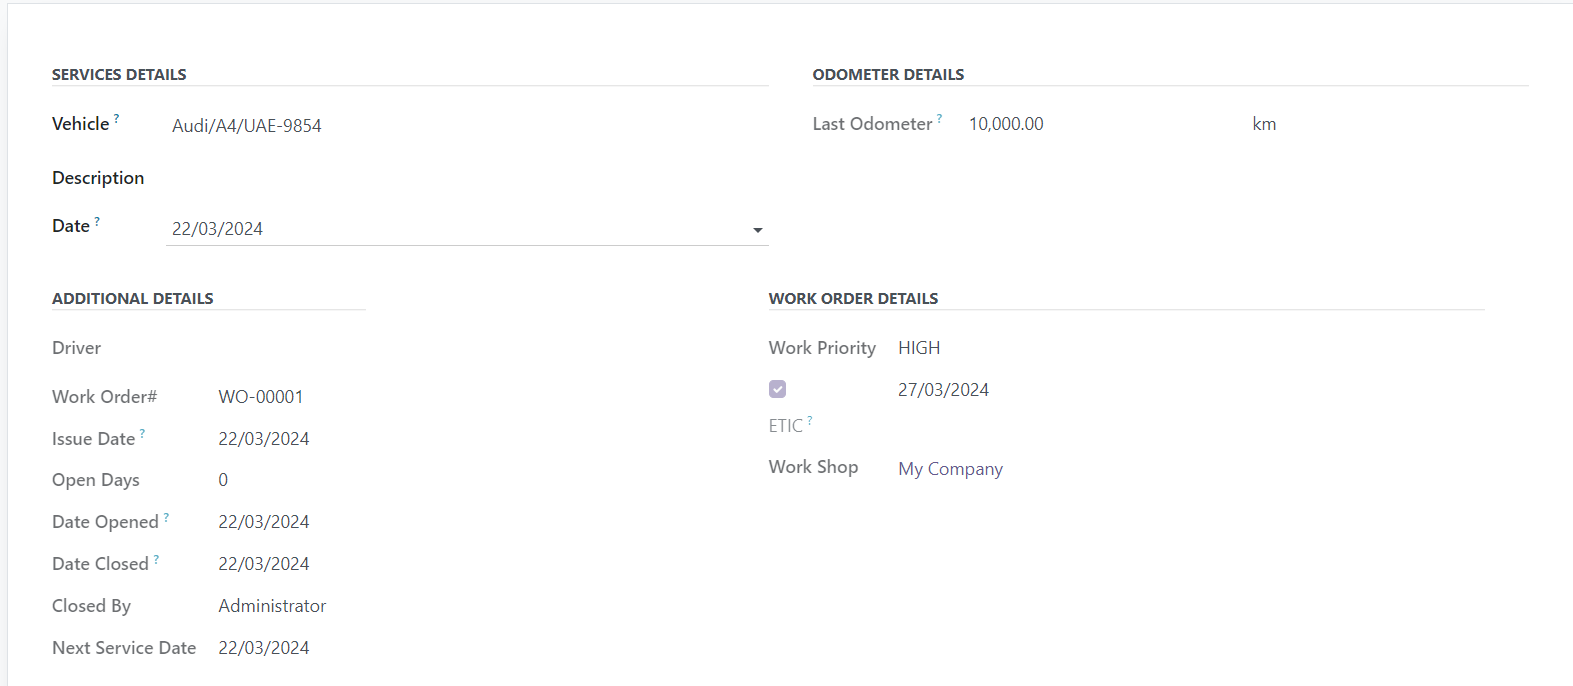 SERVICES DETAILS
Vehicle ? Audi/A4/UAE-9854
Description
Date ? 22/03/2024
ODOMETER DETAILS
Last Odometer ? 10,000.00 km
ADDITIONAL DETAILS
Driver
Work Order# WO-00001
Issue Date ? 22/03/2024
Open Days 0
Date Opened ? 22/03/2024
Date Closed ? 22/03/2024
Closed By Administrator
Next Service Date 22/03/2024
WORK ORDER DETAILS
Work Priority HIGH
27/03/2024
ETIC ?
Work Shop My Company